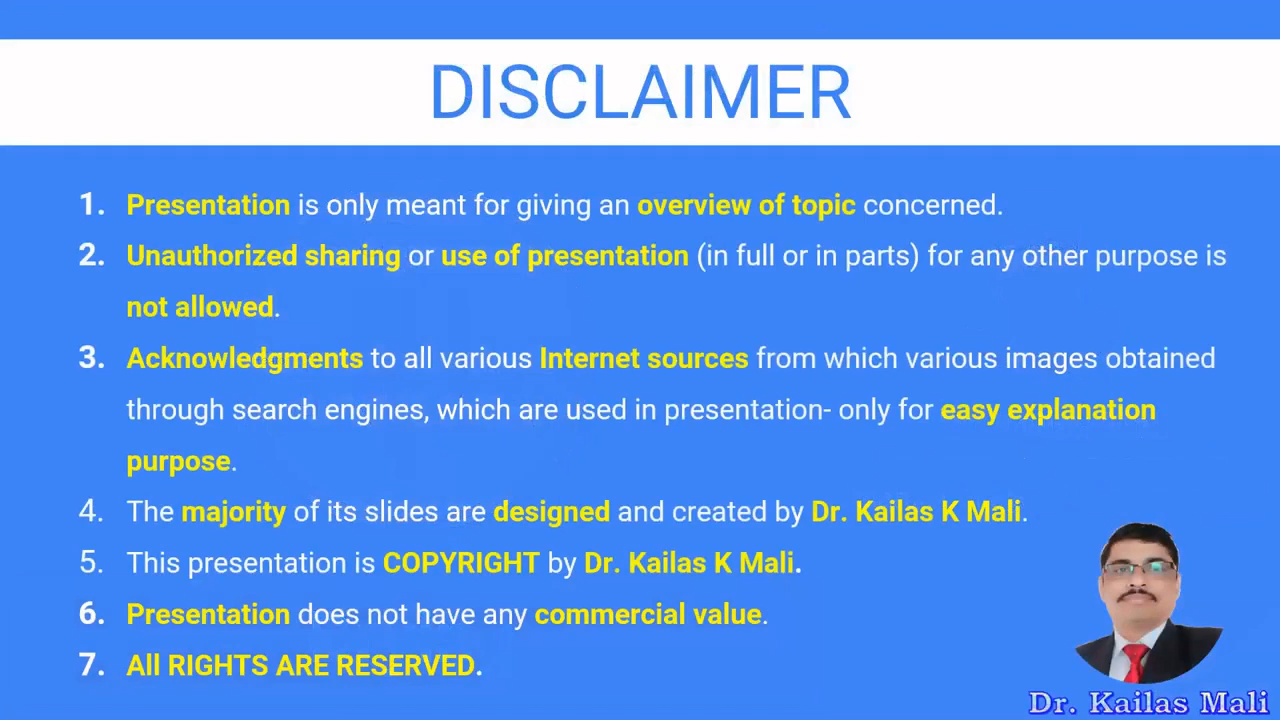 DISCLAIMER
1. Presentation is only meant for giving an overview of topic concerned.
2. Unauthorized sharing or use of presentation (in full or in parts) for any other purpose is
not allowed.
3. Acknowledgments to all various Internet sources from which various images obtained
through search engines, which are used in presentation- only for easy explanation
purpose.
4. The majority of its slides are designed and created by Dr. Kailas K Mali.
5. This presentation is COPYRIGHT by Dr. Kailas K Mali.
6. Presentation does not have any commercial value.
7. All RIGHTS ARE RESERVED.
Dr. Kailas Mali